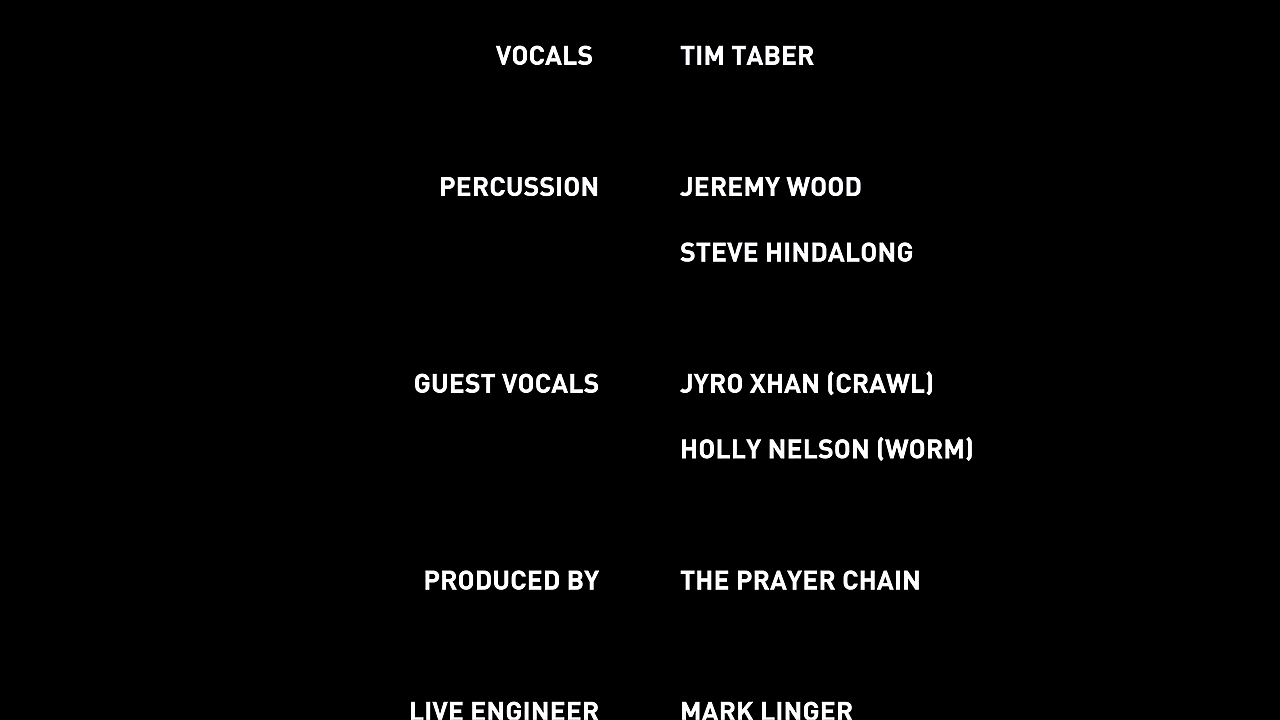 VOCALS TIM TABER
PERCUSSION JEREMY WOOD
STEVE HINDALONG
GUEST VOCALS JYRO XHAN (CRAWL)
HOLLY NELSON (WORM)
PRODUCED BY THE PRAYER CHAIN
LIVE ENGINEER MARK LINGER